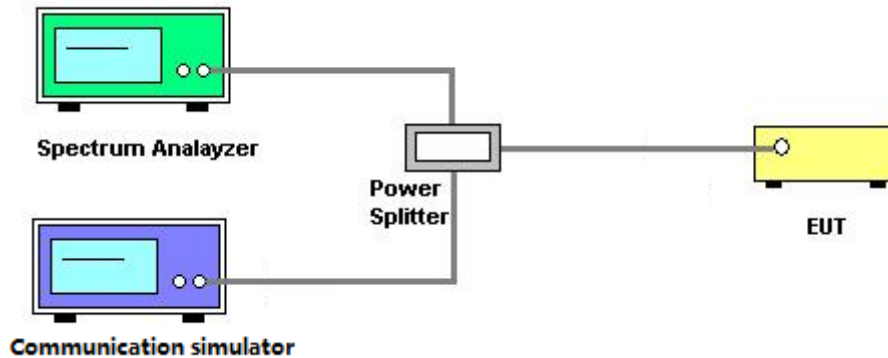 Spectrum Analayzer
Power
Splitter
EUT
Communication simulator